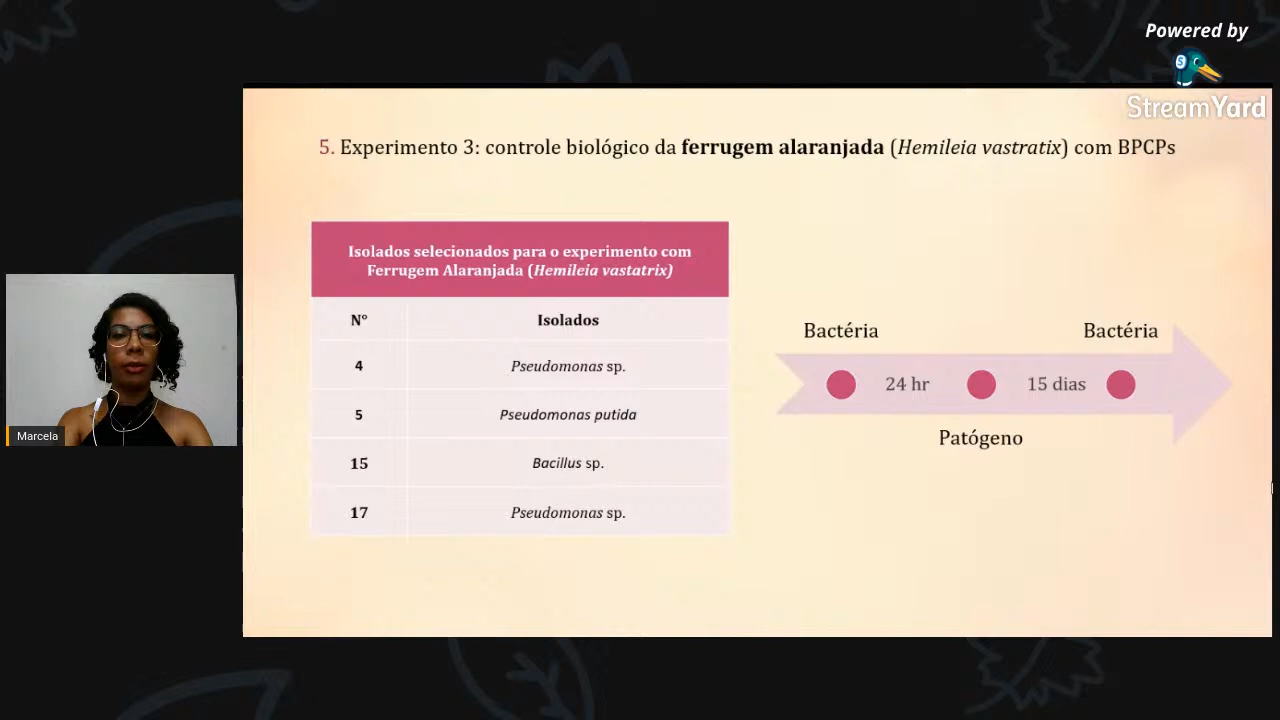 Powered by
StreamYard
5. Experimento 3: controle biológico da ferrugem alaranjada (Hemileia vastratix) com BPCPs
Isolados selecionados para o experimento com
Ferrugem Alaranjada (Hemileia vastatrix)
N° Isolados
4 Pseudomonas sp.
5 Pseudomonas putida
15 Bacillus sp.
17 Pseudomonas sp.
Bactéria Bactéria
24 hr 15 dias
Patógeno
Marcela